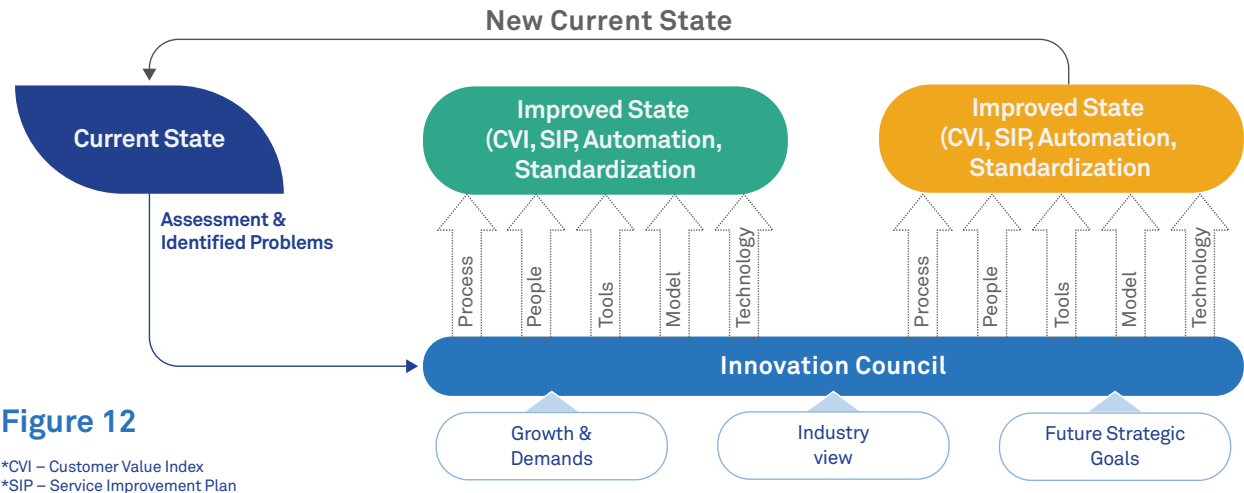 New Current State
Current State
Assessment &
Identified Problems
Improved State
(CVI, SIP, Automation,
Standardization
Improved State
(CVI, SIP, Automation,
Standardization
Process
People
Tools
Model
Technology
Process
People
Tools
Model
Technology
Innovation Council
Growth &
Demands
Industry
view
Future Strategic
Goals
Figure 12
*CVI – Customer Value Index
*SIP – Service Improvement Plan